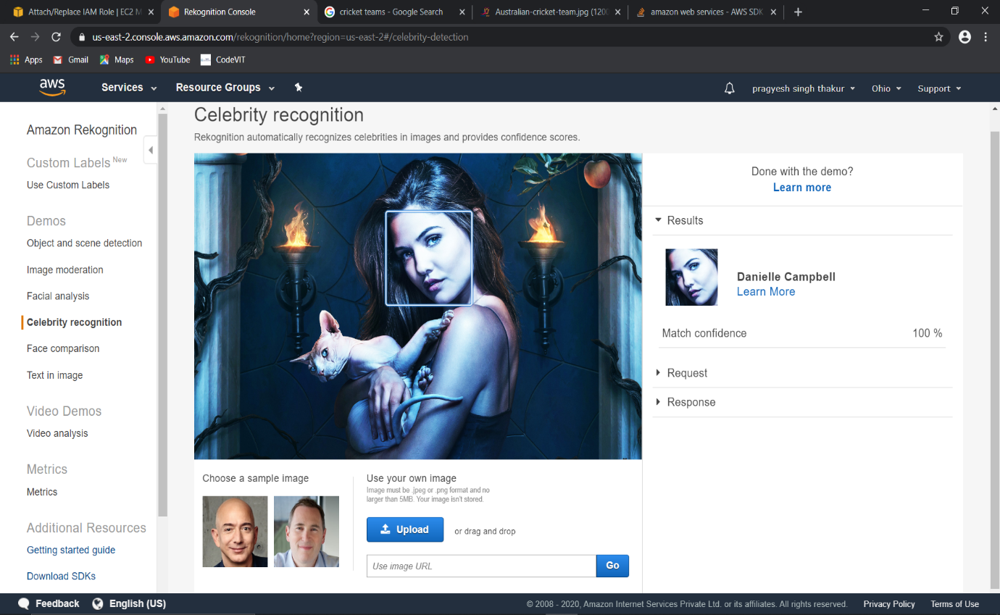 Attach/Replace IAM Role | EC2 M
Rekognition Console
cricket teams - Google Search
Australian-cricket-team.jpg (1200
amazon web services - AWS SDK
us-east-2.console.aws.amazon.com/rekognition/home?region=us-east-2#/celebrity-detection
Apps Gmail Maps YouTube CodeVIT
aws Services Resource Groups pragyesh singh thakur Ohio Support
Amazon Rekognition
Custom Labels New
Use Custom Labels
Demos
Object and scene detection
Image moderation
Facial analysis
Celebrity recognition
Face comparison
Text in image
Video Demos
Video analysis
Metrics
Metrics
Additional Resources
Getting started guide
Download SDKs
Celebrity recognition
Rekognition automatically recognizes celebrities in images and provides confidence scores.
Choose a sample image
Use your own image
Image must be .jpeg or .png format and no
larger than 5MB. Your image isn't stored.
Upload or drag and drop
Use image URL Go
Done with the demo?
Learn more
Results
Danielle Campbell
Learn More
Match confidence 100 %
Request
Response
Feedback English (US) © 2008 - 2020, Amazon Internet Services Private Ltd. or its affiliates. All rights reserved. Privacy Policy Terms of Use